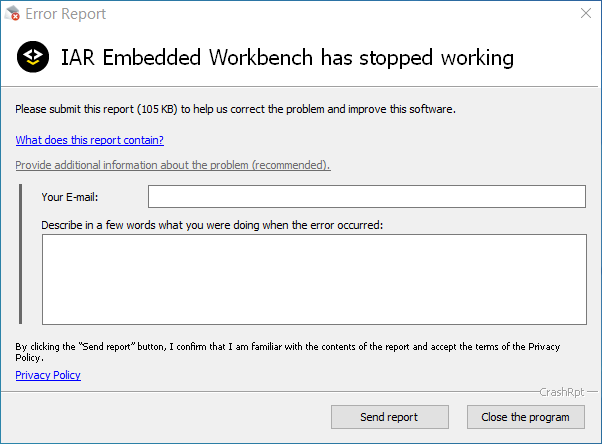 Error Report
IAR Embedded Workbench has stopped working
Please submit this report (105 KB) to help us correct the problem and improve this software.
What does this report contain?
Provide additional information about the problem (recommended).
Your E-mail:
Describe in a few words what you were doing when the error occurred:
By clicking the "Send report" button, I confirm that I am familiar with the contents of the report and accept the terms of the Privacy
Policy.
Privacy Policy
CrashRpt
Send report
Close the program